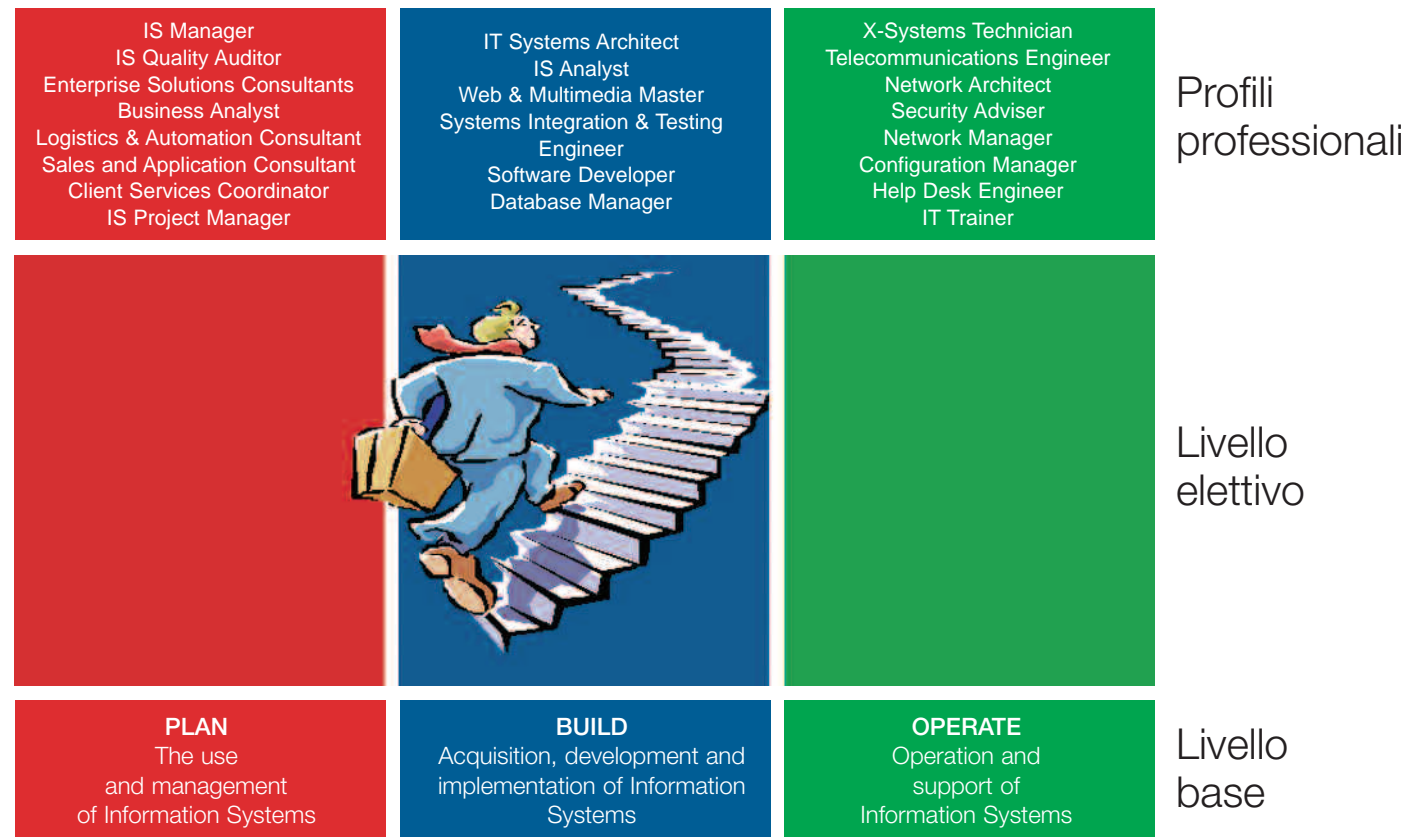 IS Manager
IS Quality Auditor
Enterprise Solutions Consultants
Business Analyst
Logistics & Automation Consultant
Sales and Application Consultant
Client Services Coordinator
IS Project Manager
IT Systems Architect
IS Analyst
Web & Multimedia Master
Systems Integration & Testing
Engineer
Software Developer
Database Manager
X-Systems Technician
Telecommunications Engineer
Network Architect
Security Adviser
Network Manager
Configuration Manager
Help Desk Engineer
IT Trainer
Profili
professionali
Livello
elettivo
PLAN
The use
and management
of Information Systems
BUILD
Acquisition, development and
implementation of Information
Systems
OPERATE
Operation and
support of
Information Systems
Livello
base